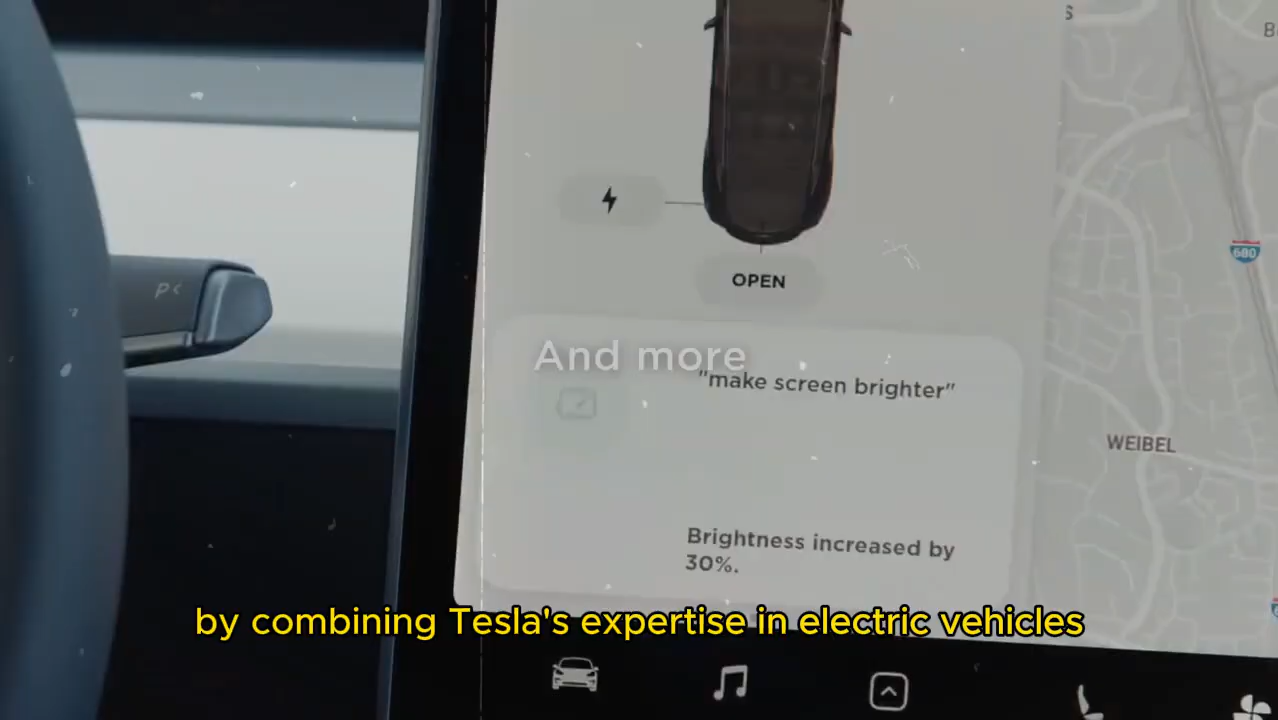 S
B
680
P<
OPEN
And more
"make screen brighter"
WEIBEL
Brightness increased by
30%.
by combining Tesla's expertise in electric vehicles